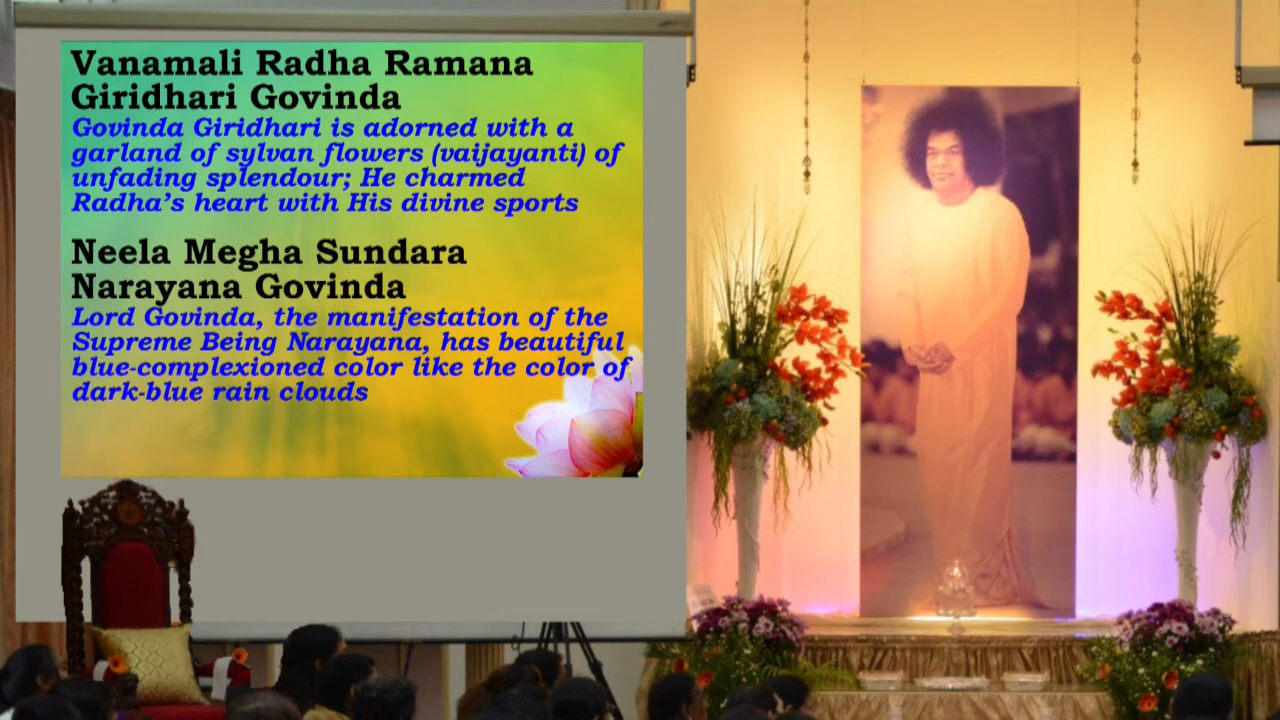 Vanamali Radha Ramana
Giridhari Govinda
Govinda Giridhari is adorned with a
garland of sylvan flowers (vaijayanti) of
unfading splendour; He charmed
Radha's heart with His divine sports
Neela Megha Sundara
Narayana Govinda
Lord Govinda, the manifestation of the
Supreme Being Narayana, has beautiful
blue-complexioned color like the color of
dark-blue rain clouds